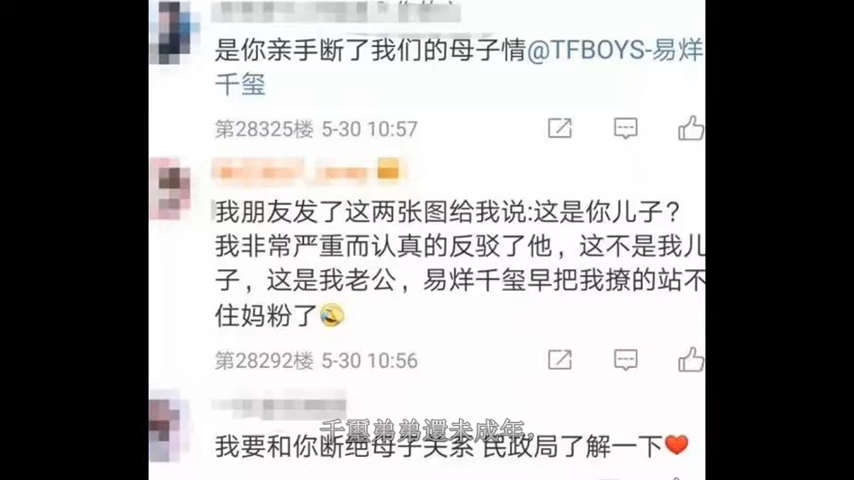 是你亲手断了我们的母子情@TFBOYS-易烊
千玺
第28325楼 5-30 10:57
我朋友发了这两张图给我说:这是你儿子？
我非常严重而认真的反驳了他，这不是我儿
子，这是我老公，易烊千玺早把我撩的站不
住妈粉了
第28292楼 5-30 10:56
千璽弟弟還未成年,
我要和你断绝母子关系 民政局了解一下